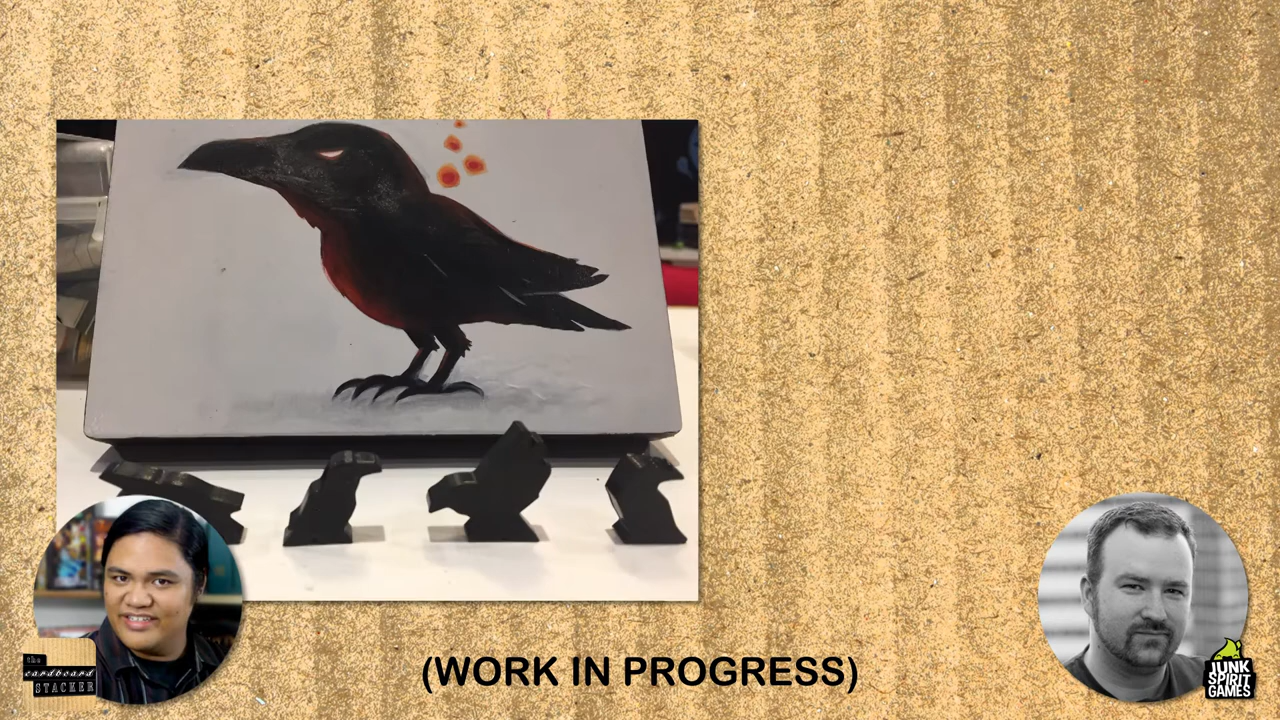 (WORK IN PROGRESS)
the
cardboard
STACKER
JUNK
SPIRIT
GAMES